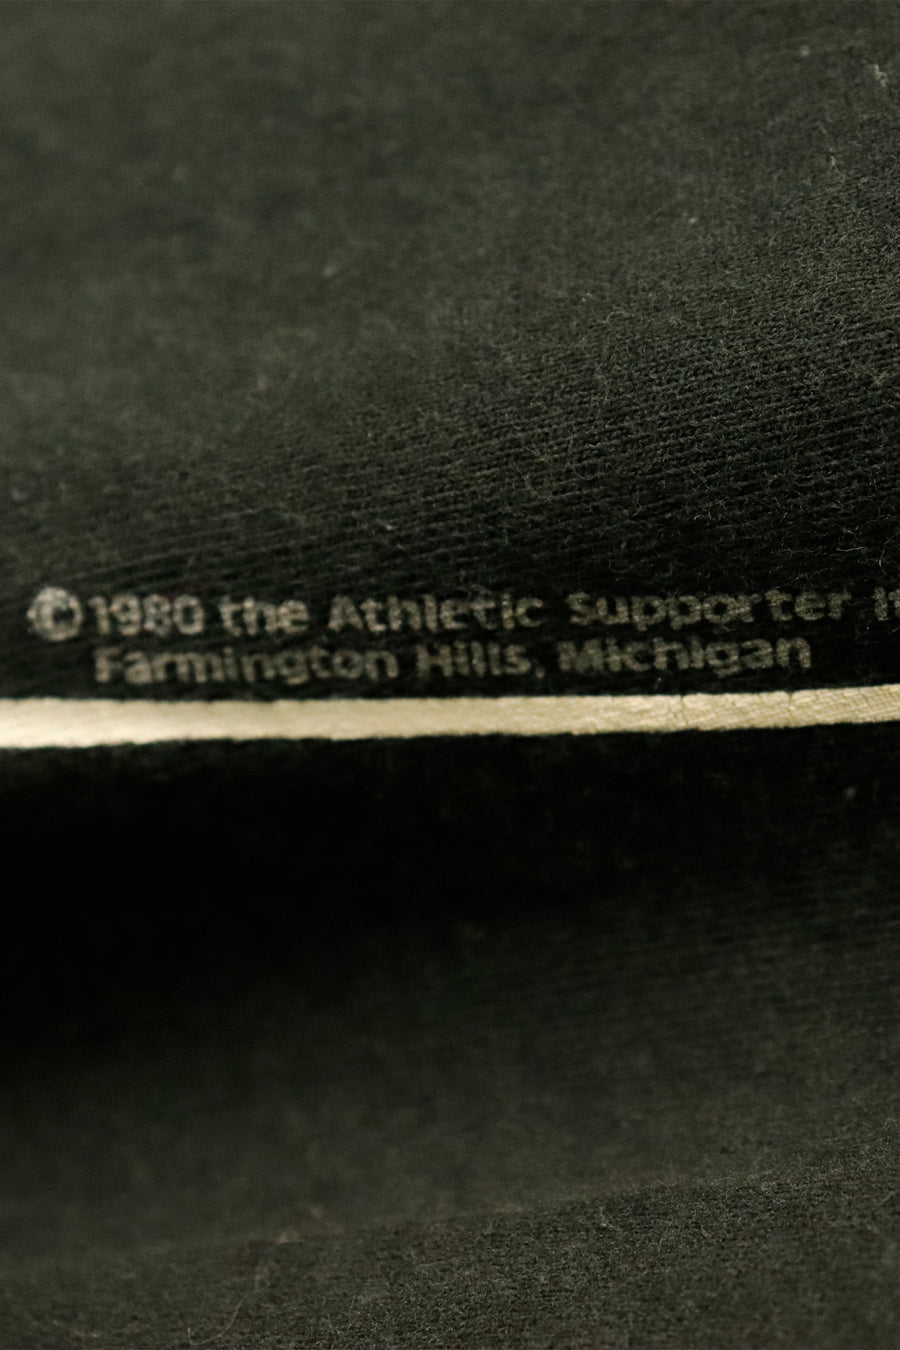 ©1980 the Athletic Supporter
Farmington Hills, Michigan